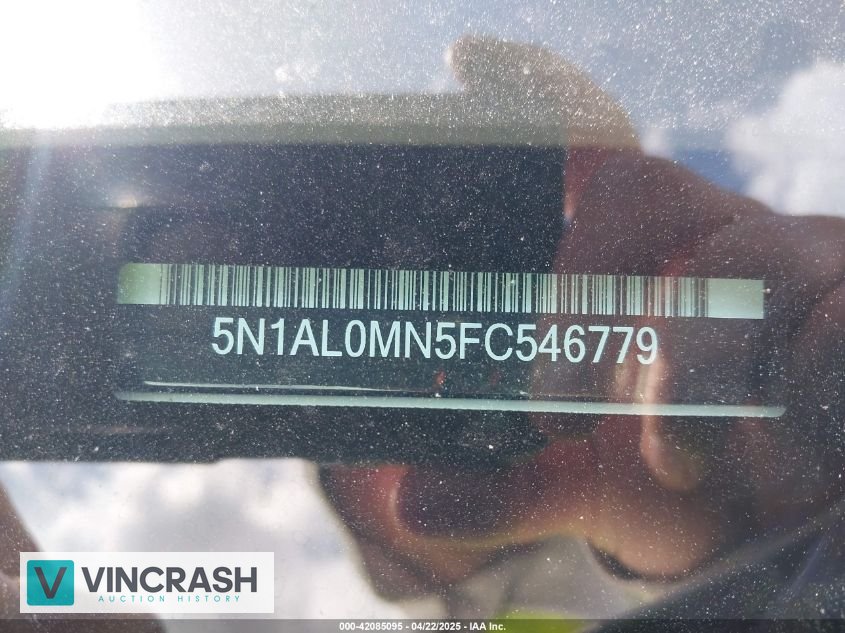 5N1AL0MN5FC546779
VINCRASH
AUCTION HISTORY
000-42085095 - 04/22/2025 - IAA Inc.